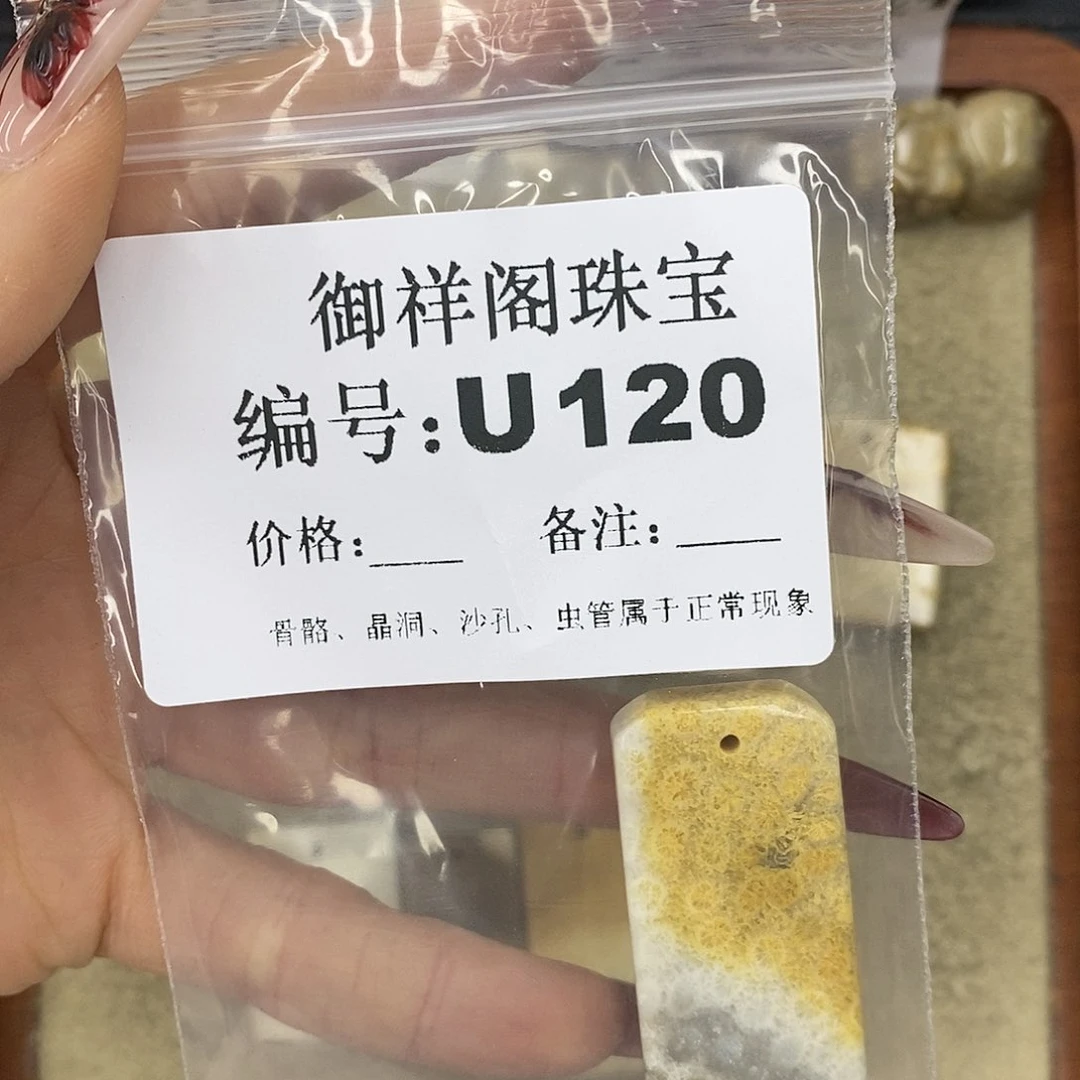 御祥阁珠宝
编号:U120
价格:___ 备注:____
骨骼、晶洞、沙孔、虫管属于正常现象